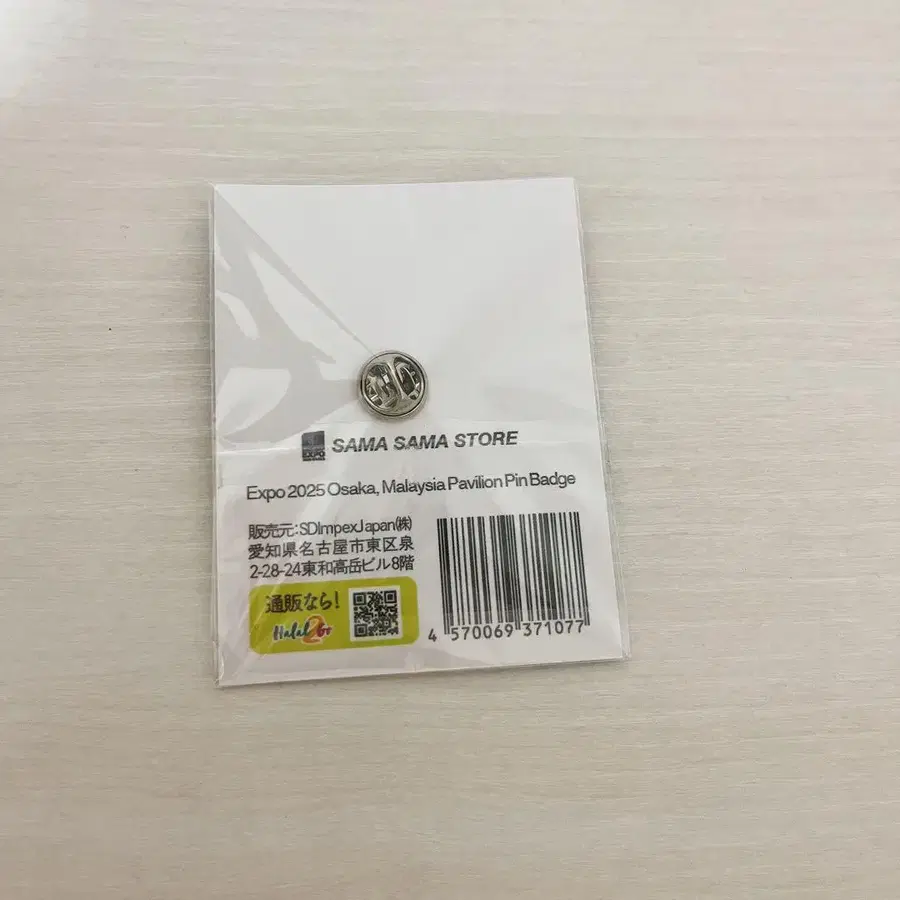 EXPO
SAMA SAMA STORE
Expo 2025 Osaka, Malaysia Pavilion Pin Badge
販売元:SDImpexJapan㈱
愛知県名古屋市東区泉
2-28-24東和高岳ビル8階
通販なら!
Halal2Go
4 570069 371077